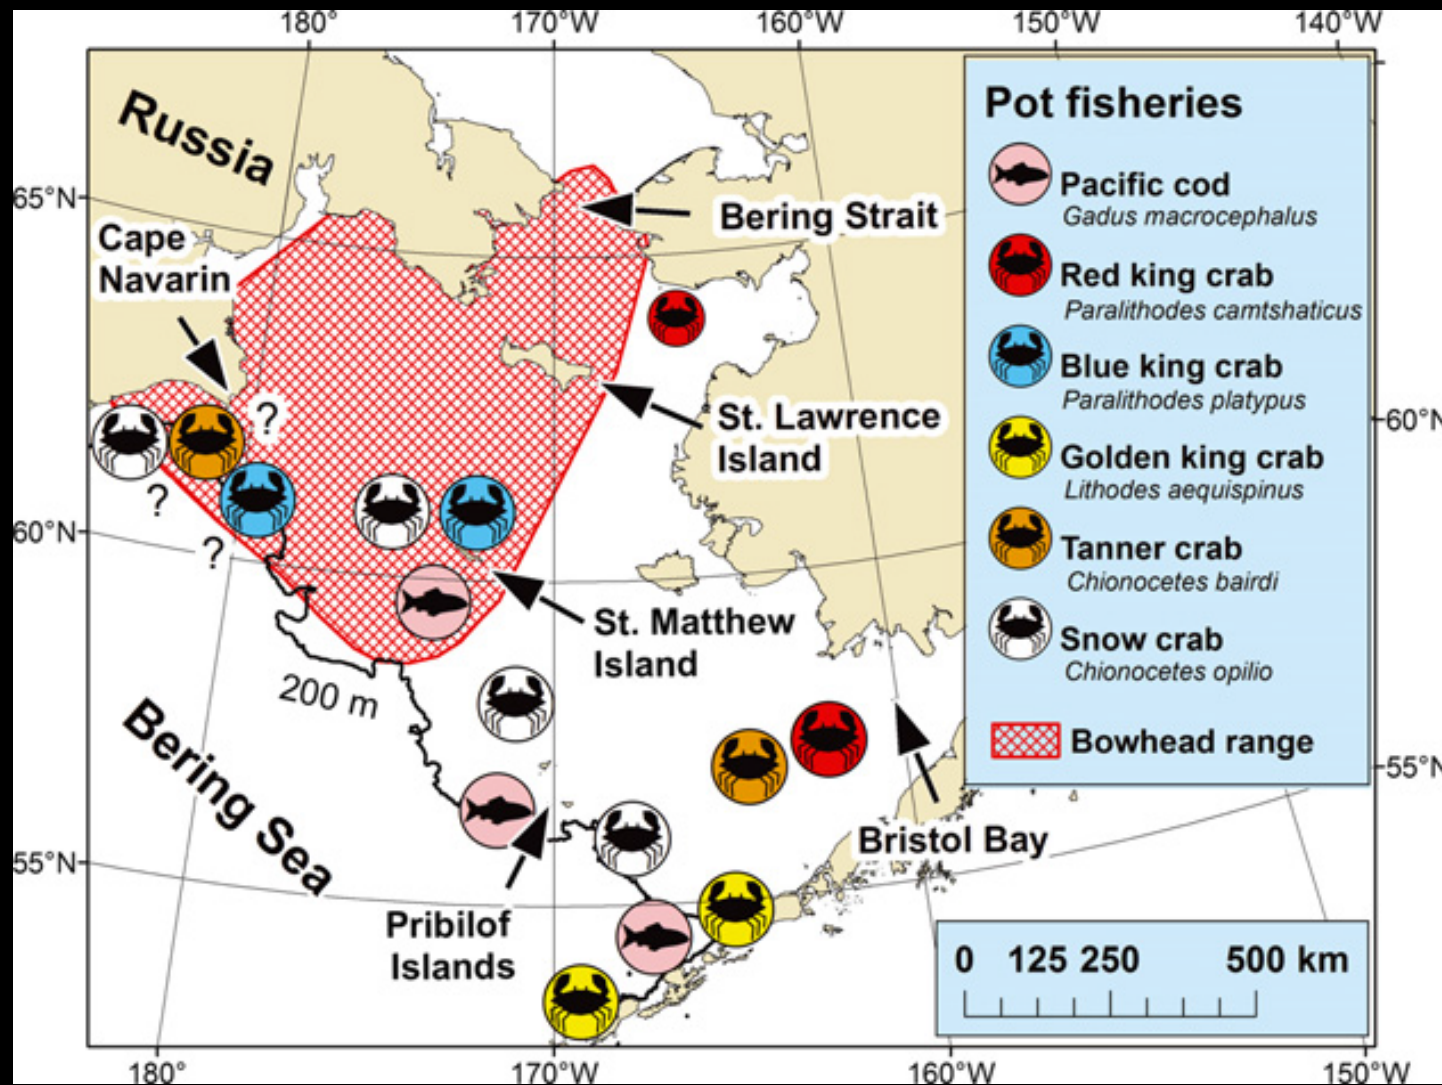 180°
170°W
160°W
150°W
140°W
Russia
65°N
Cape
Navarin
Bering Strait
St. Lawrence
Island
?
?
?
60°N
60°N
St. Matthew
Island
200 m
Bering Sea
55°N
55°N
Bristol Bay
Pribilof
Islands
Pot fisheries
Pacific cod
Gadus macrocephalus
Red king crab
Paralithodes camtshaticus
Blue king crab
Paralithodes platypus
Golden king crab
Lithodes aequispinus
Tanner crab
Chionocetes bairdi
Snow crab
Chionocetes opilio
Bowhead range
0 125 250 500 km
180°
170°W
160°W
150°W